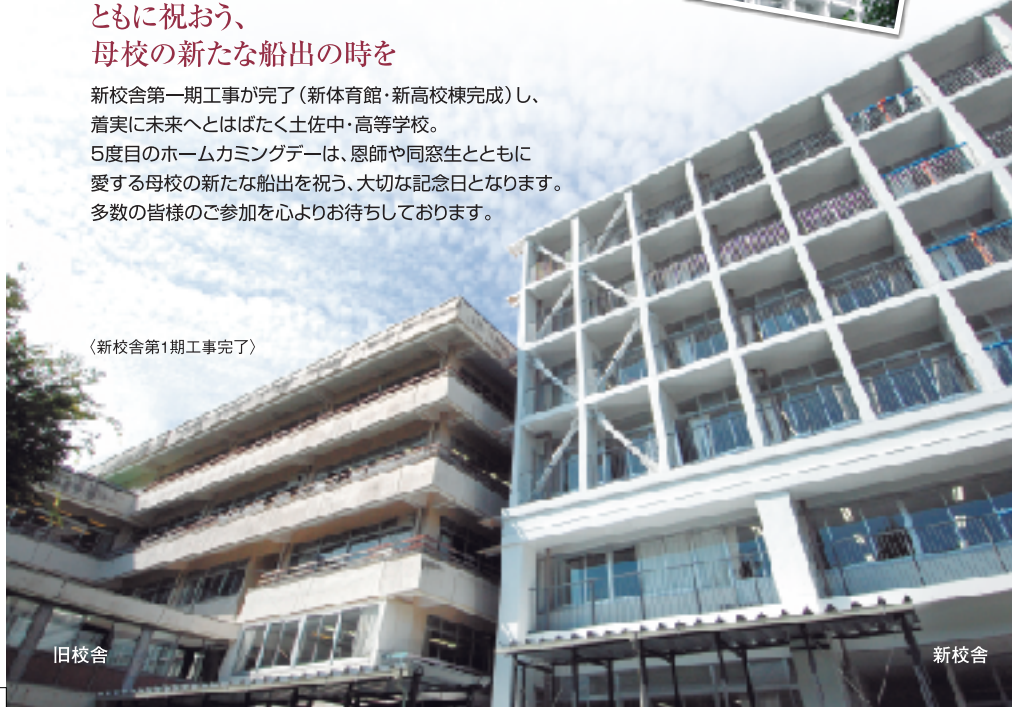 ともに祝おう、
母校の新たな船出の時を
新校舎第一期工事が完了（新体育館・新高校棟完成）し、
着実に未来へとはばたく土佐中・高等学校。
5度目のホームカミングデーは、恩師や同窓生とともに
愛する母校の新たな船出を祝う、大切な記念日となります。
多数の皆様のご参加を心よりお待ちしております。
〈新校舎第1期工事完了〉
旧校舎
新校舎